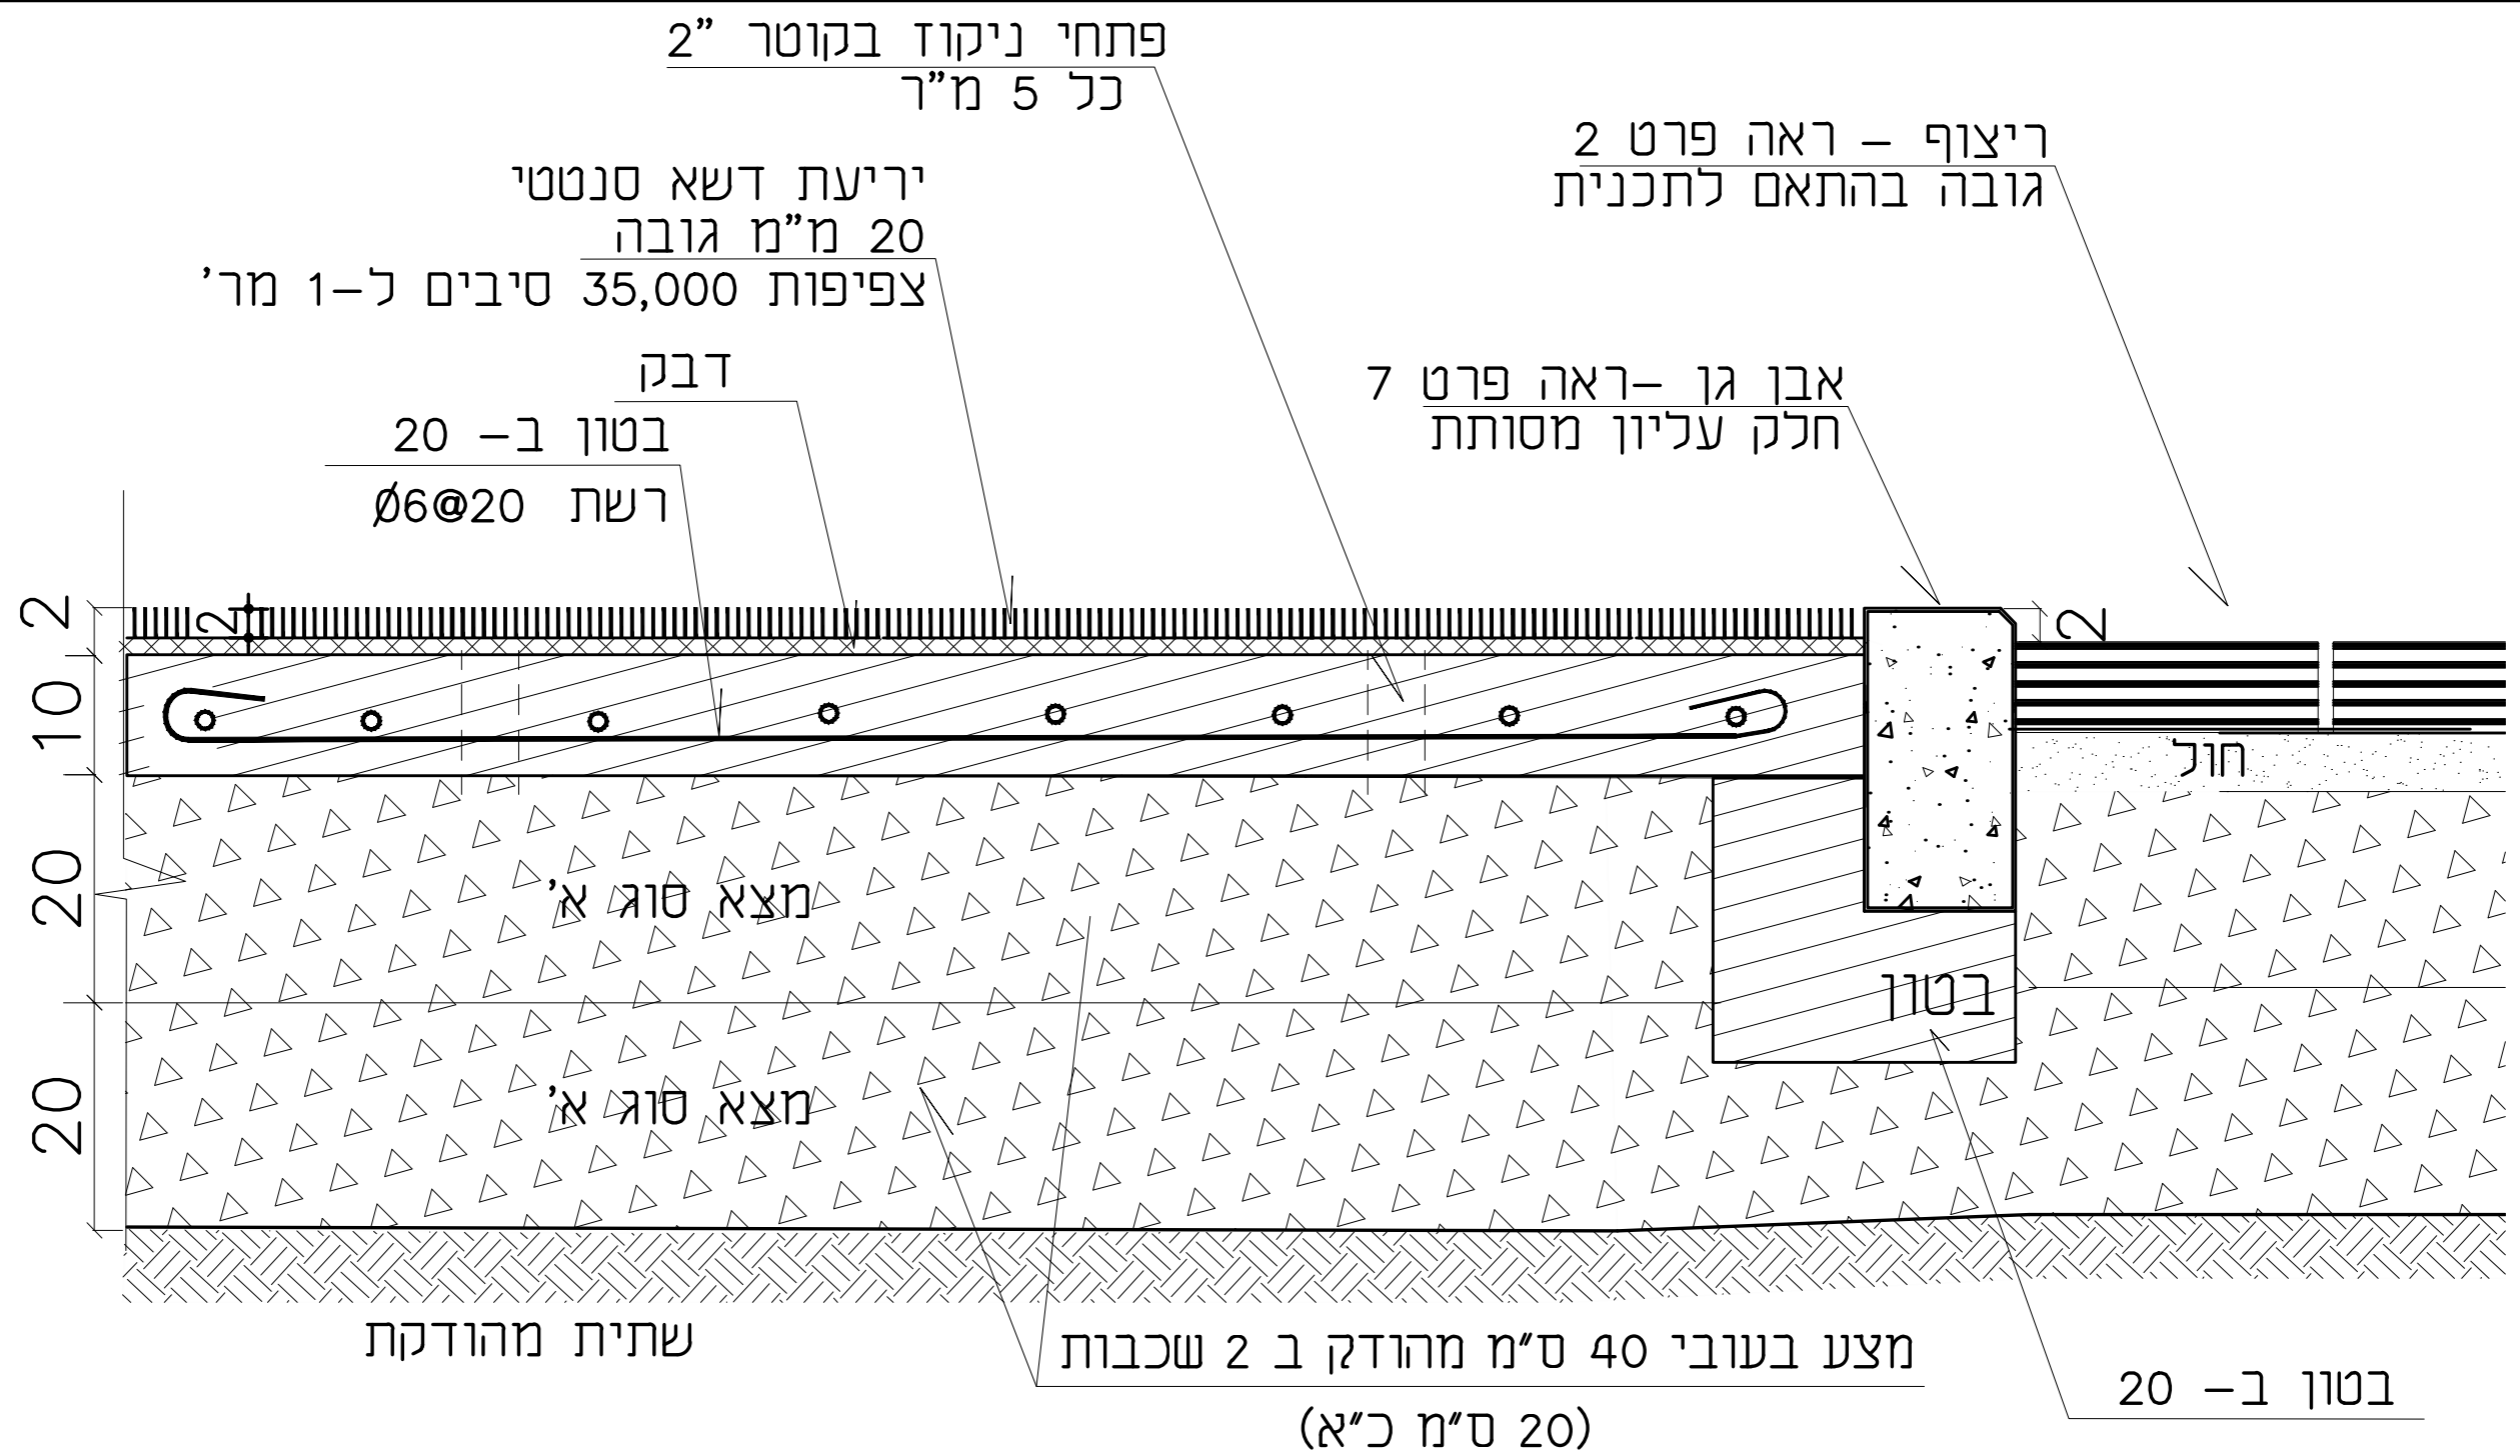 פתחי ניקוז בקוטר 2”
כל 5 מ”ר
ריצוף – ראה פרט 2
גובה בהתאם לתכנית
יריעת דשא סנטטי
20 מ”מ גובה
צפיפות 35,000 סיבים ל–1 מר'
דבק
אבן גן –ראה פרט 7
חלק עליון מסותת
בטון ב– 20
רשת Ø6@20
2
2
2
10
חול
20
מצא סוג א'
בטון
20
מצא סוג א'
שתית מהודקת
מצע בעובי 40 ס"מ מהודק ב 2 שכבות
(20 ס"מ כ"א)
בטון ב– 20